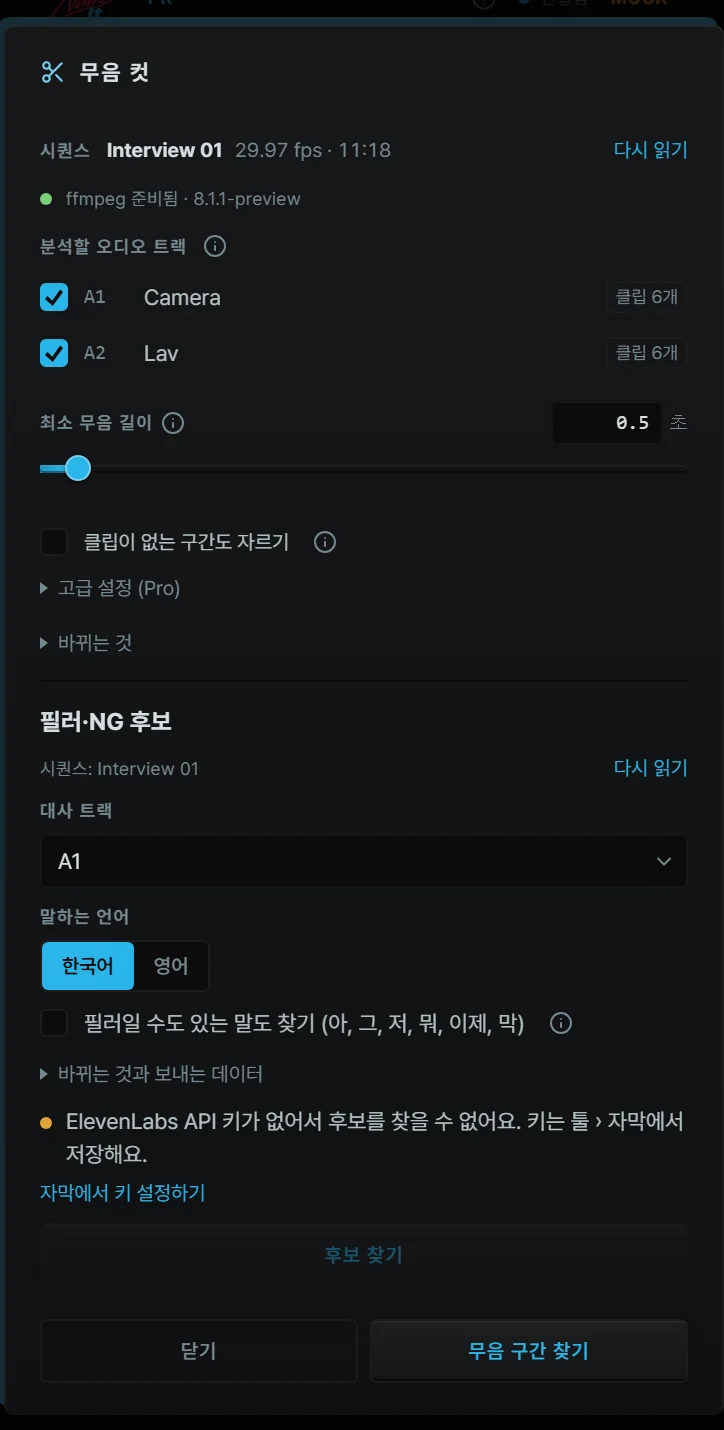 무음 컷
시퀀스 Interview 01 29.97 fps · 11:18 다시 읽기
ffmpeg 준비됨 · 8.1.1-preview
분석할 오디오 트랙
A1 Camera 클립 6개
A2 Lav 클립 6개
최소 무음 길이 0.5 초
클립이 없는 구간도 자르기
고급 설정 (Pro)
바뀌는 것
필러·NG 후보
시퀀스: Interview 01 다시 읽기
대사 트랙
A1
말하는 언어
한국어 영어
필러일 수도 있는 말도 찾기 (아, 그, 저, 뭐, 이제, 막)
바뀌는 것과 보내는 데이터
ElevenLabs API 키가 없어서 후보를 찾을 수 없어요. 키는 툴 › 자막에서
저장해요.
자막에서 키 설정하기
후보 찾기
닫기 무음 구간 찾기